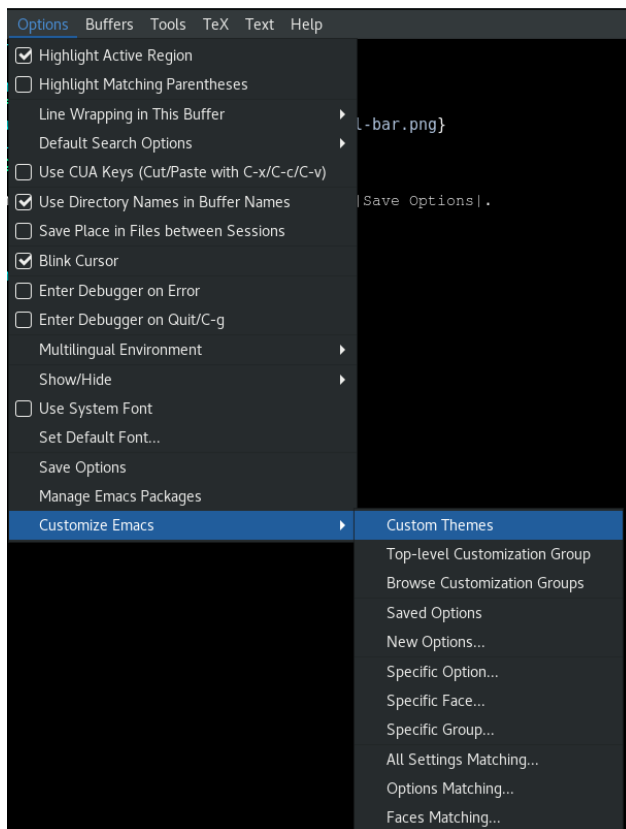 Options Buffers Tools TeX Text Help
Highlight Active Region
Highlight Matching Parentheses
Line Wrapping in This Buffer
l-bar.png}
Default Search Options
Use CUA Keys (Cut/Paste with C-x/C-c/C-v)
Use Directory Names in Buffer Names
|Save Options|.
Save Place in Files between Sessions
Blink Cursor
Enter Debugger on Error
Enter Debugger on Quit/C-g
Multilingual Environment
Show/Hide
Use System Font
Set Default Font...
Save Options
Manage Emacs Packages
Customize Emacs
Custom Themes
Top-level Customization Group
Browse Customization Groups
Saved Options
New Options...
Specific Option...
Specific Face...
Specific Group...
All Settings Matching...
Options Matching...
Faces Matching...